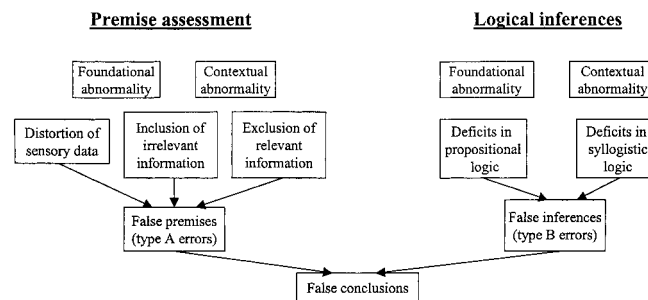 Premise assessment
Logical inferences
Foundational
abnormality
Contextual
abnormality
Foundational
abnormality
Contextual
abnormality
Distortion of
sensory data
Inclusion of
irrelevant
information
Exclusion of
relevant
information
Deficits in
propositional
logic
Deficits in
syllogistic
logic
False premises
(type A errors)
False inferences
(type B errors)
False conclusions